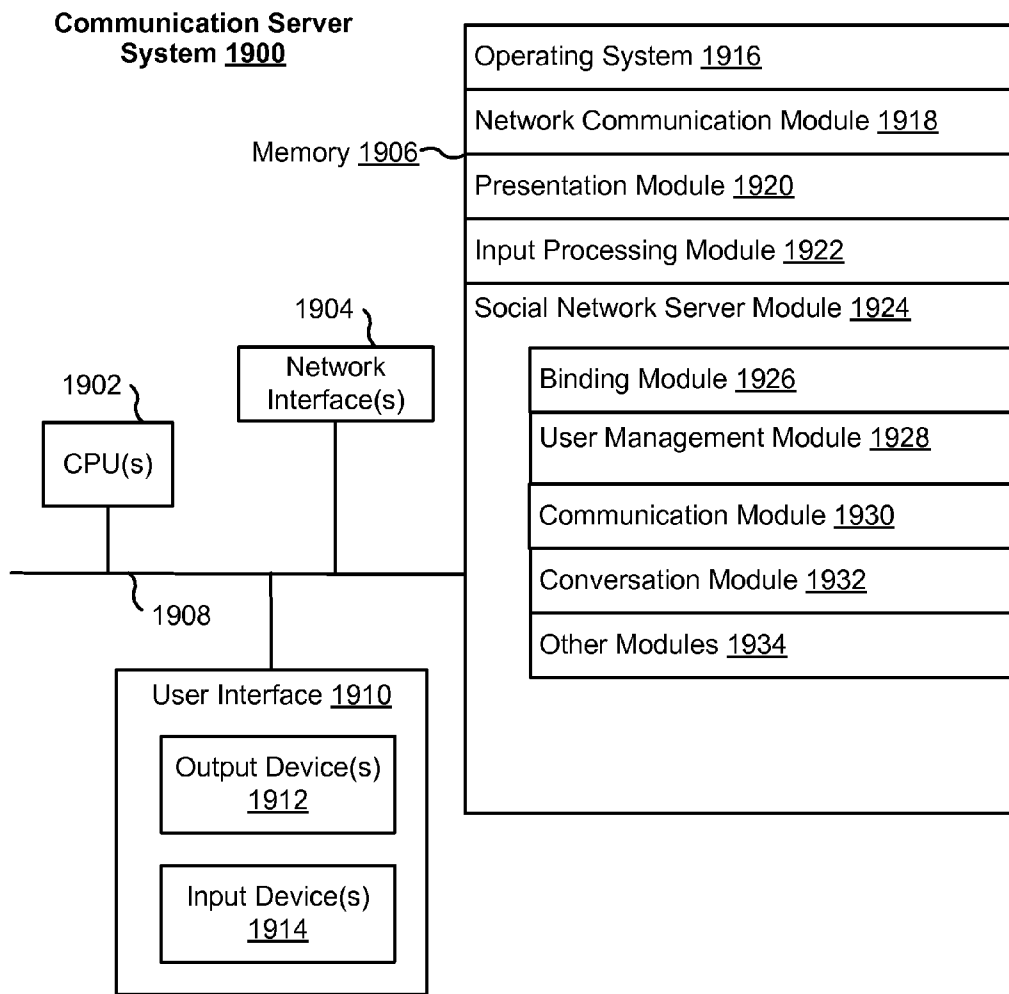 Communication Server
System 1900
Operating System 1916
Network Communication Module 1918
Memory 1906
Presentation Module 1920
Input Processing Module 1922
Social Network Server Module 1924
1904
Network
Interface(s)
Binding Module 1926
1902
CPU(s)
User Management Module 1928
Communication Module 1930
Conversation Module 1932
1908
Other Modules 1934
User Interface 1910
Output Device(s)
1912
Input Device(s)
1914